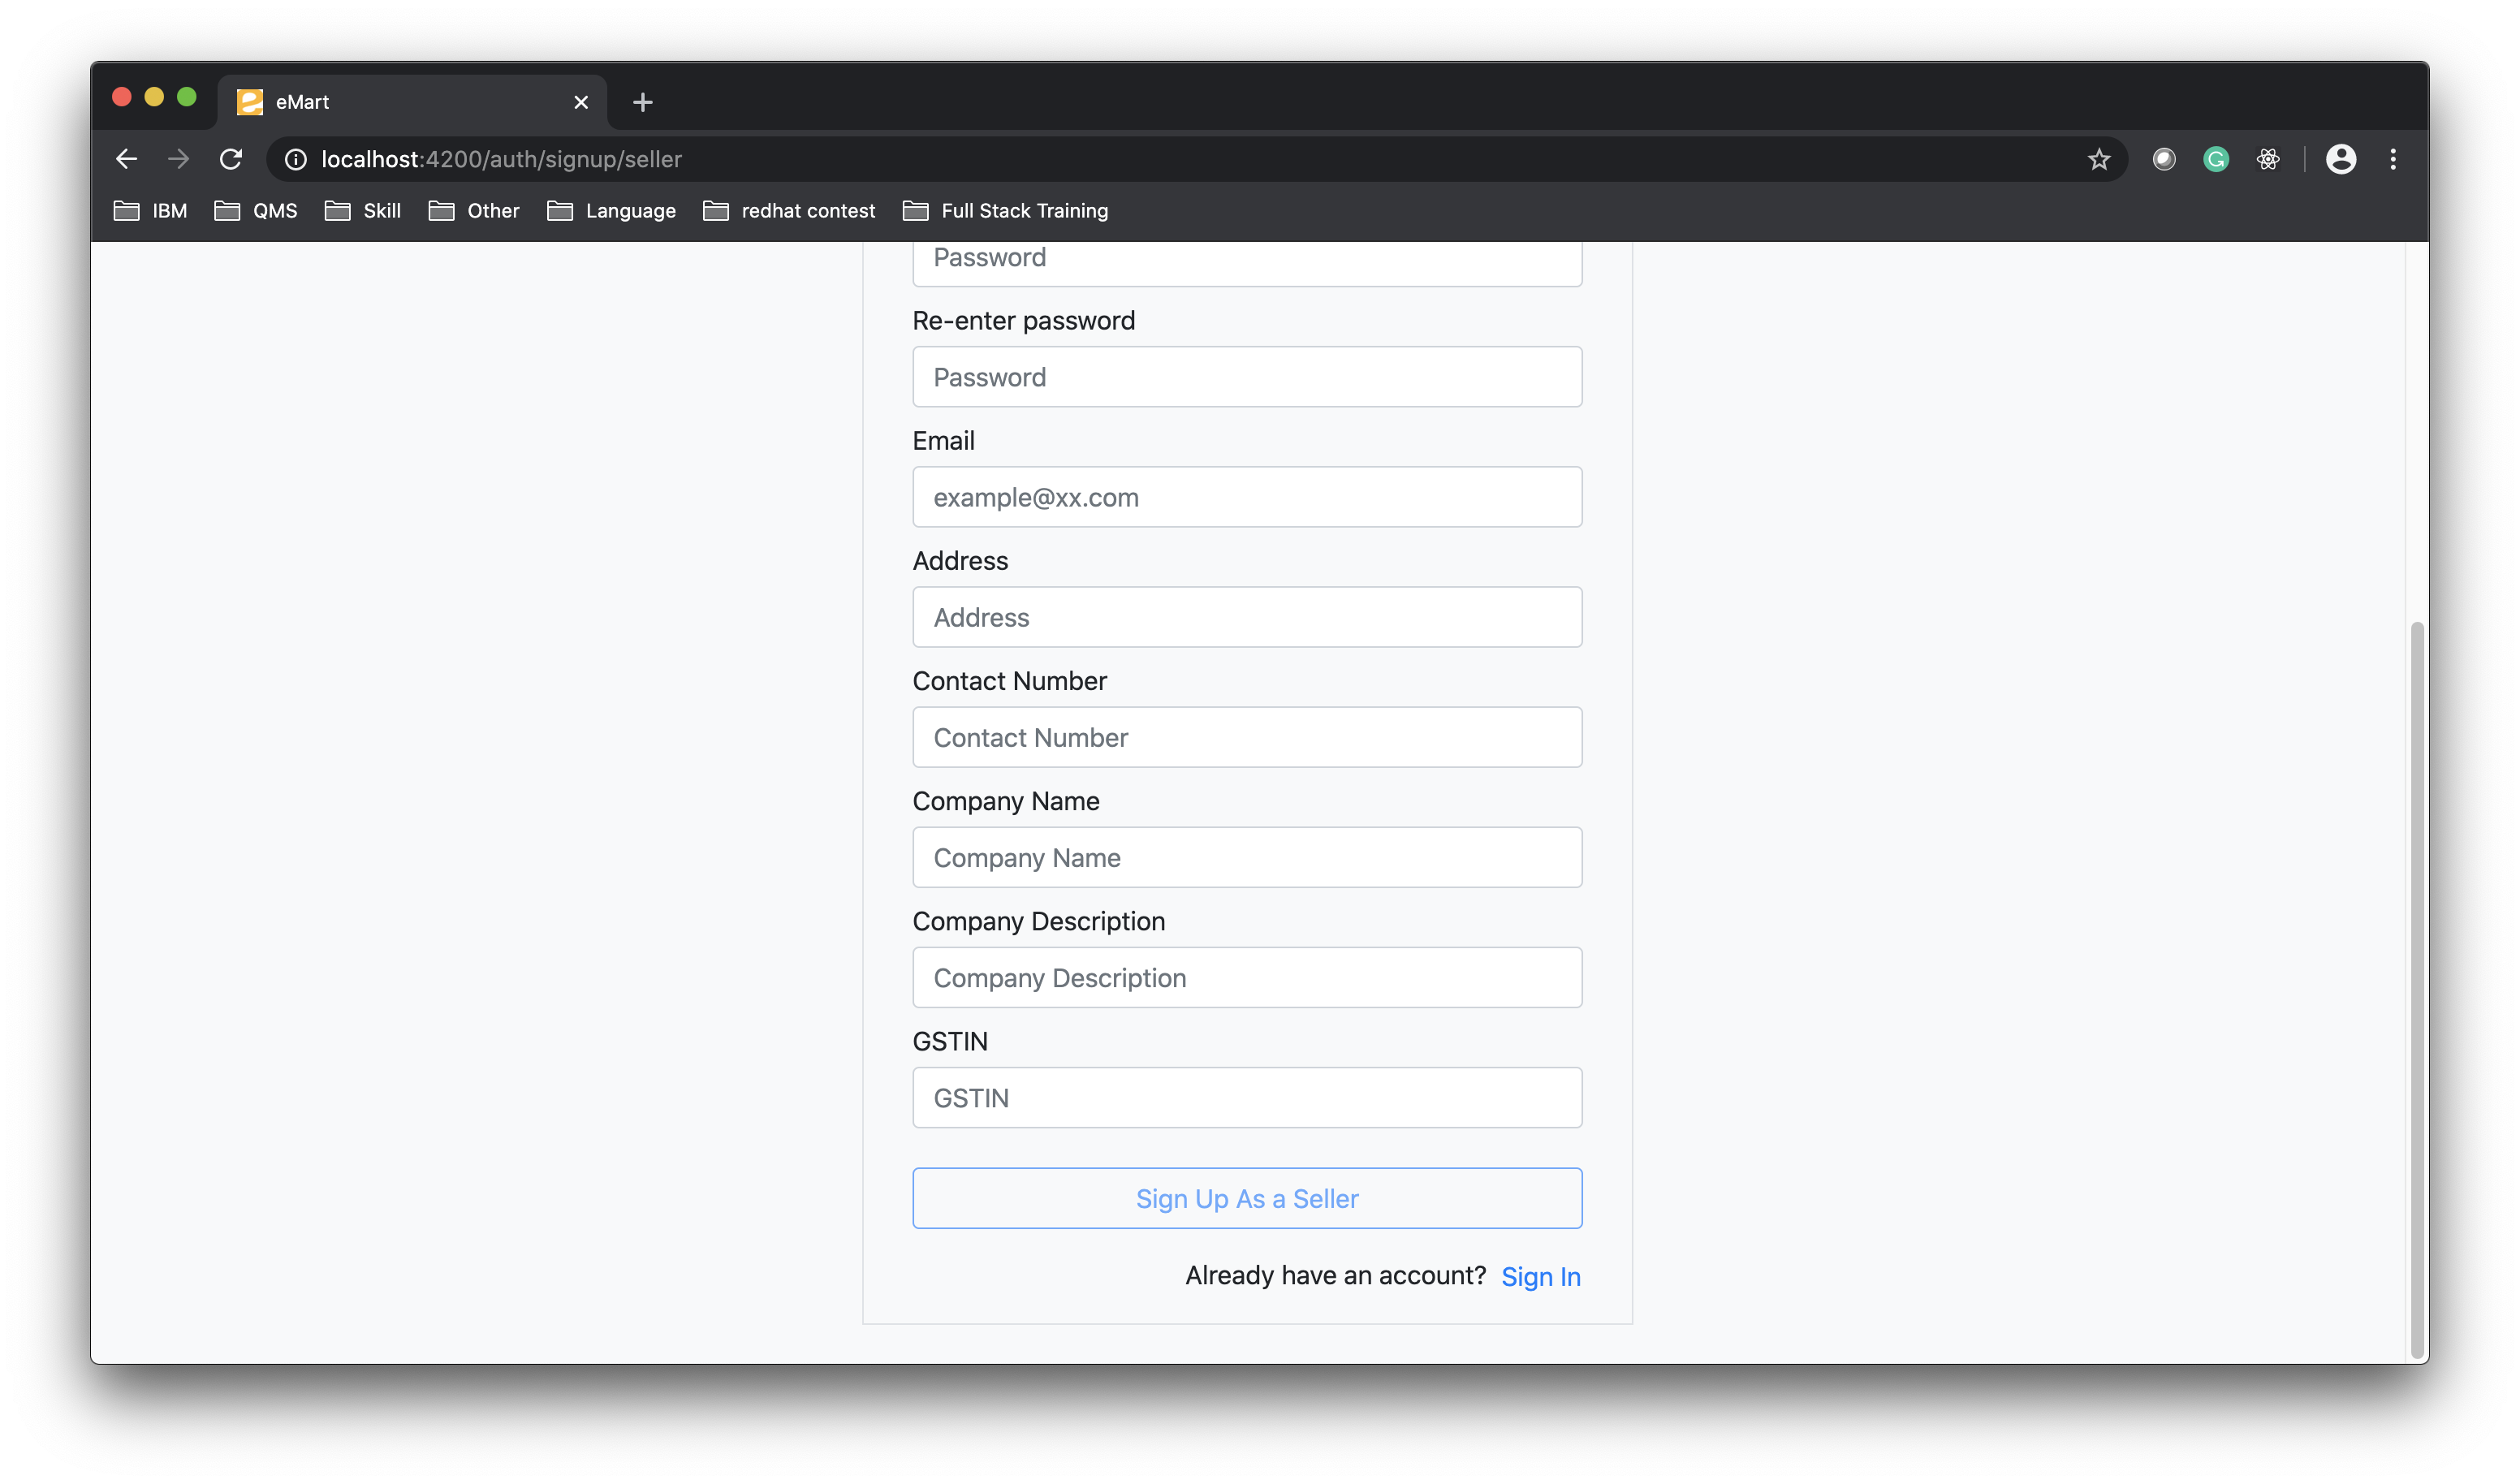 eMart
localhost:4200/auth/signup/seller
IBM QMS Skill Other Language redhat contest Full Stack Training
Password
Re-enter password
Password
Email
example@xx.com
Address
Address
Contact Number
Contact Number
Company Name
Company Name
Company Description
Company Description
GSTIN
GSTIN
Sign Up As a Seller
Already have an account? Sign In